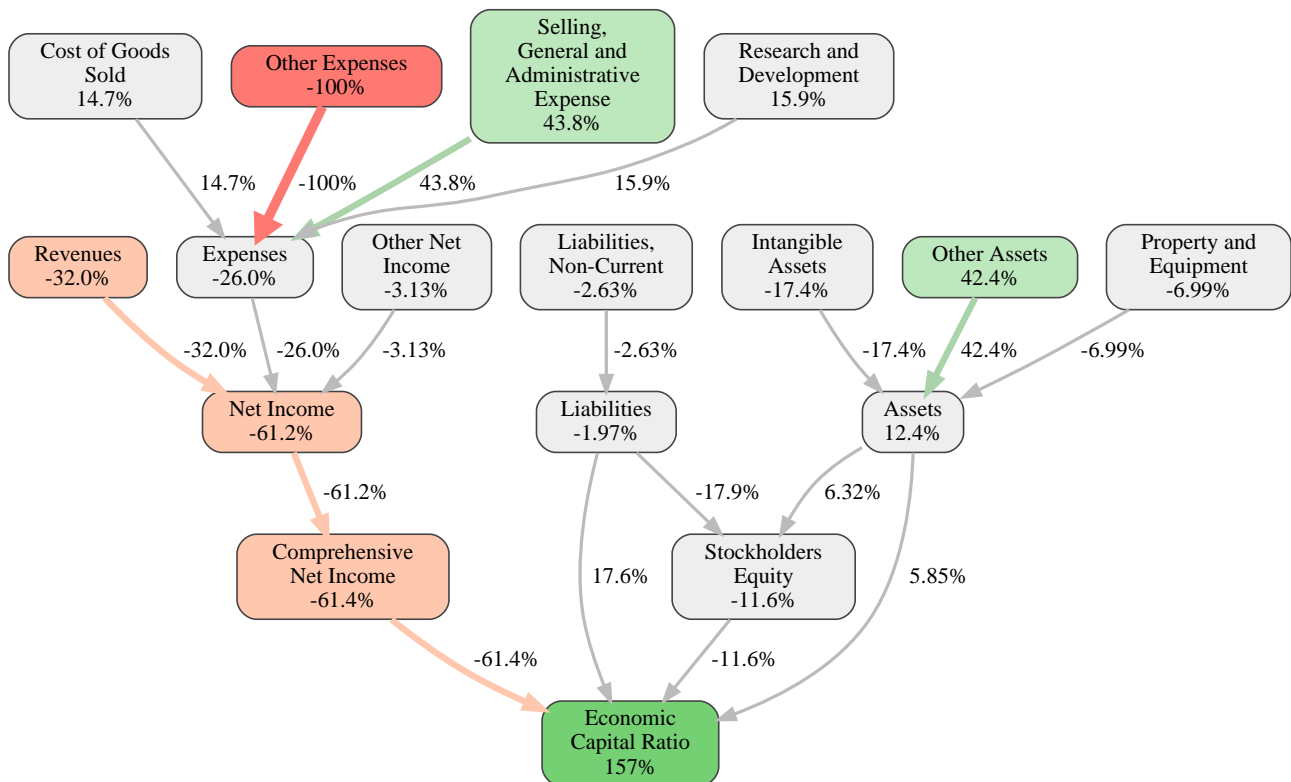 Cost of Goods
Sold
14.7%
Other Expenses
-100%
Selling,
General and
Administrative
Expense
43.8%
Research and
Development
15.9%
14.7%
-100%
43.8%
15.9%
Revenues
-32.0%
Expenses
-26.0%
Other Net
Income
-3.13%
Liabilities,
Non-Current
-2.63%
Intangible
Assets
-17.4%
Other Assets
42.4%
Property and
Equipment
-6.99%
-32.0%
-26.0%
-3.13%
-2.63%
-17.4%
42.4%
-6.99%
Net Income
-61.2%
Liabilities
-1.97%
Assets
12.4%
-61.2%
-17.9%
6.32%
Comprehensive
Net Income
-61.4%
17.6%
Stockholders
Equity
-11.6%
5.85%
-61.4%
-11.6%
Economic
Capital Ratio
157%